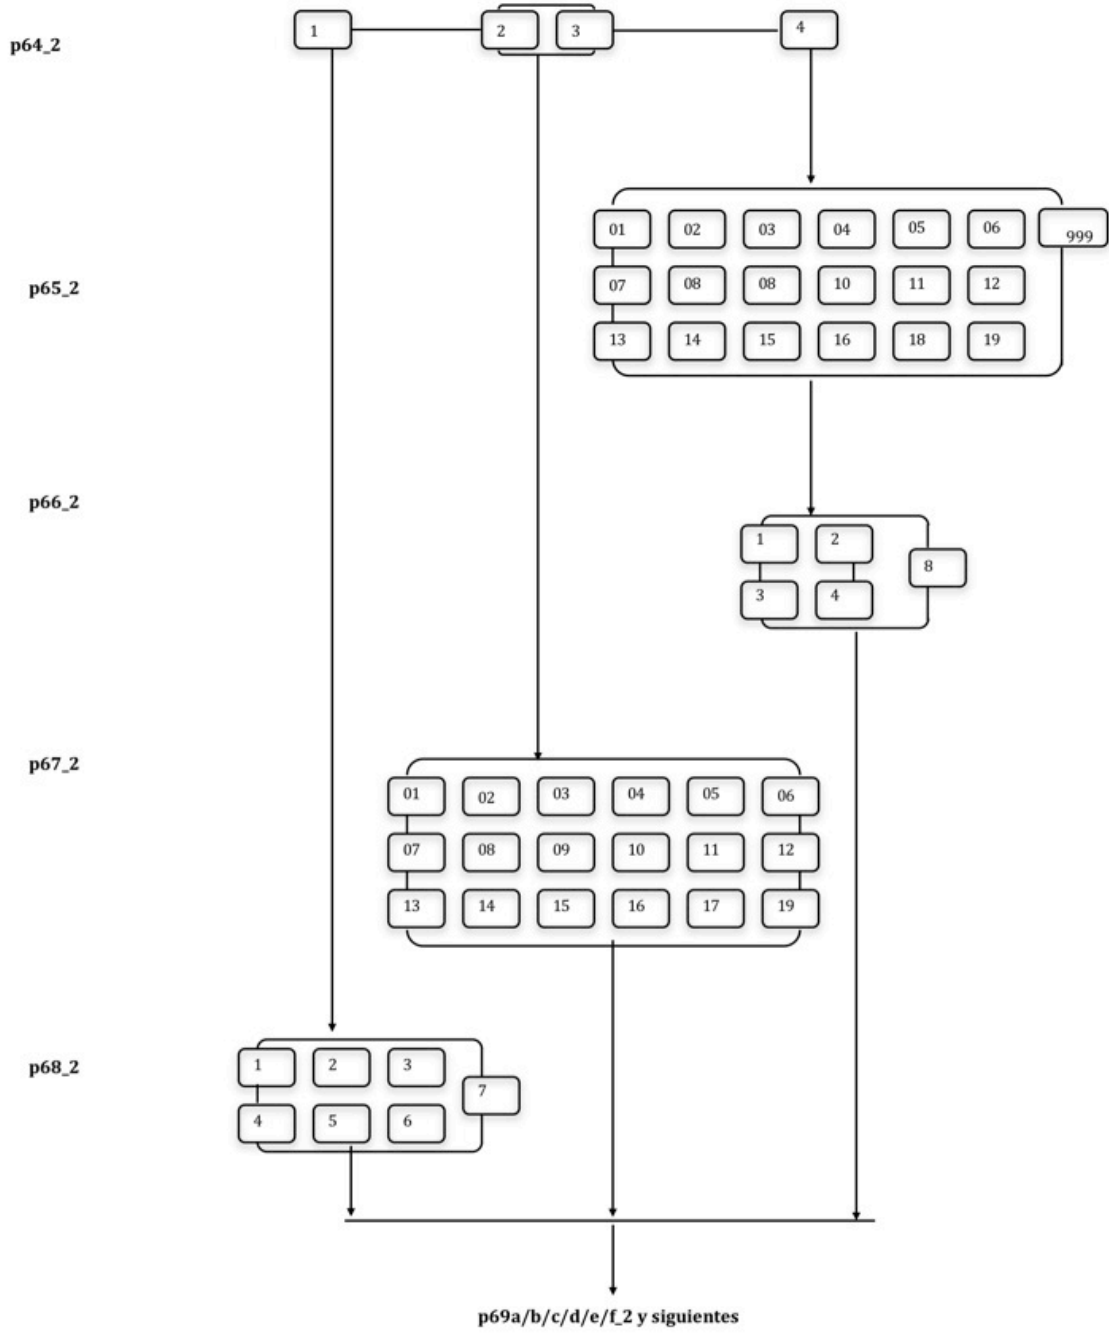 p64_2 1 2 3 4
01 02 03 04 05 06 999
p65_2 07 08 08 10 11 12
13 14 15 16 18 19
p66_2
1 2
8
3 4
p67_2
01 02 03 04 05 06
07 08 09 10 11 12
13 14 15 16 17 19
p68_2 1 2 3
7
4 5 6
p69a/b/c/d/e/f_2 y siguientes